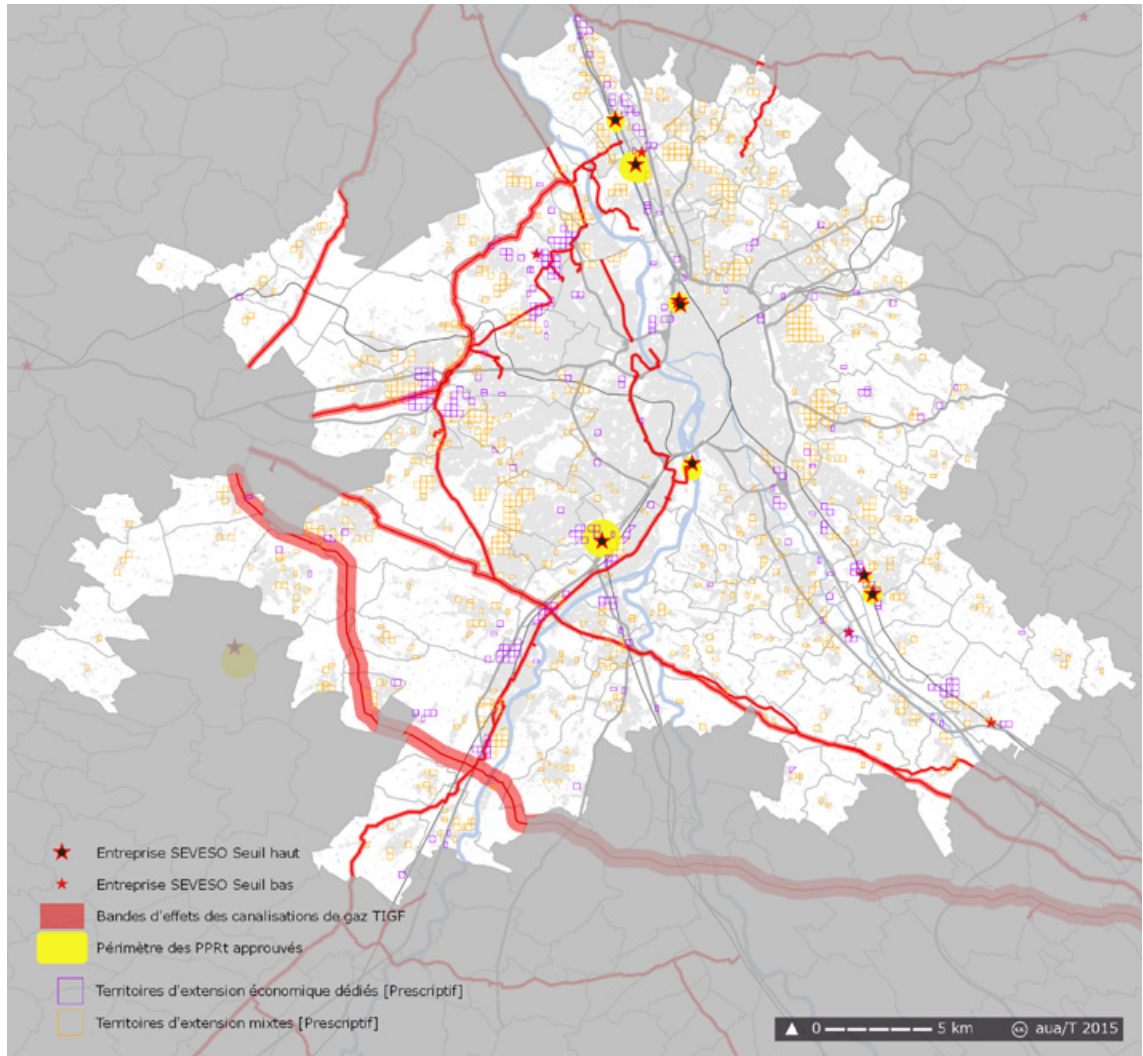 Entreprise SEVESO Seuil haut
Entreprise SEVESO Seuil bas
Bandes d'effets des canalisations de gaz TIGF
Périmètre des PPRt approuvés
Territoires d'extension économique dédiés [Prescriptif]
Territoires d'extension mixtes [Prescriptif]
0 5 km cc aua/T 2015